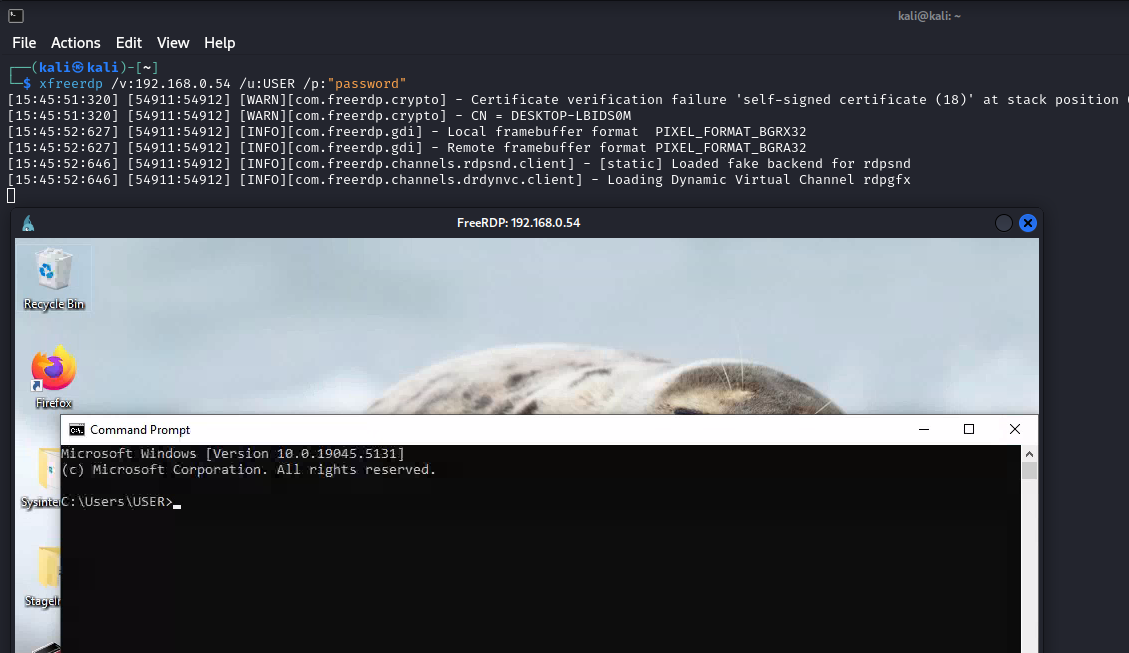 kali@kali: ~
File Actions Edit View Help
┌──(kali㉿kali)-[~]
└─$ xfreerdp /v:192.168.0.54 /u:USER /p:"password"
[15:45:51:320] [54911:54912] [WARN][com.freerdp.crypto] - Certificate verification failure 'self-signed certificate (18)' at stack position
[15:45:51:320] [54911:54912] [WARN][com.freerdp.crypto] - CN = DESKTOP-LBIDS0M
[15:45:52:627] [54911:54912] [INFO][com.freerdp.gdi] - Local framebuffer format  PIXEL_FORMAT_BGRX32
[15:45:52:627] [54911:54912] [INFO][com.freerdp.gdi] - Remote framebuffer format PIXEL_FORMAT_BGRA32
[15:45:52:646] [54911:54912] [INFO][com.freerdp.channels.rdpsnd.client] - [static] Loaded fake backend for rdpsnd
[15:45:52:646] [54911:54912] [INFO][com.freerdp.channels.drdynvc.client] - Loading Dynamic Virtual Channel rdpgfx
FreeRDP: 192.168.0.54
Recycle Bin
Firefox
Command Prompt
Microsoft Windows [Version 10.0.19045.5131]
(c) Microsoft Corporation. All rights reserved.
C:\Users\USER>